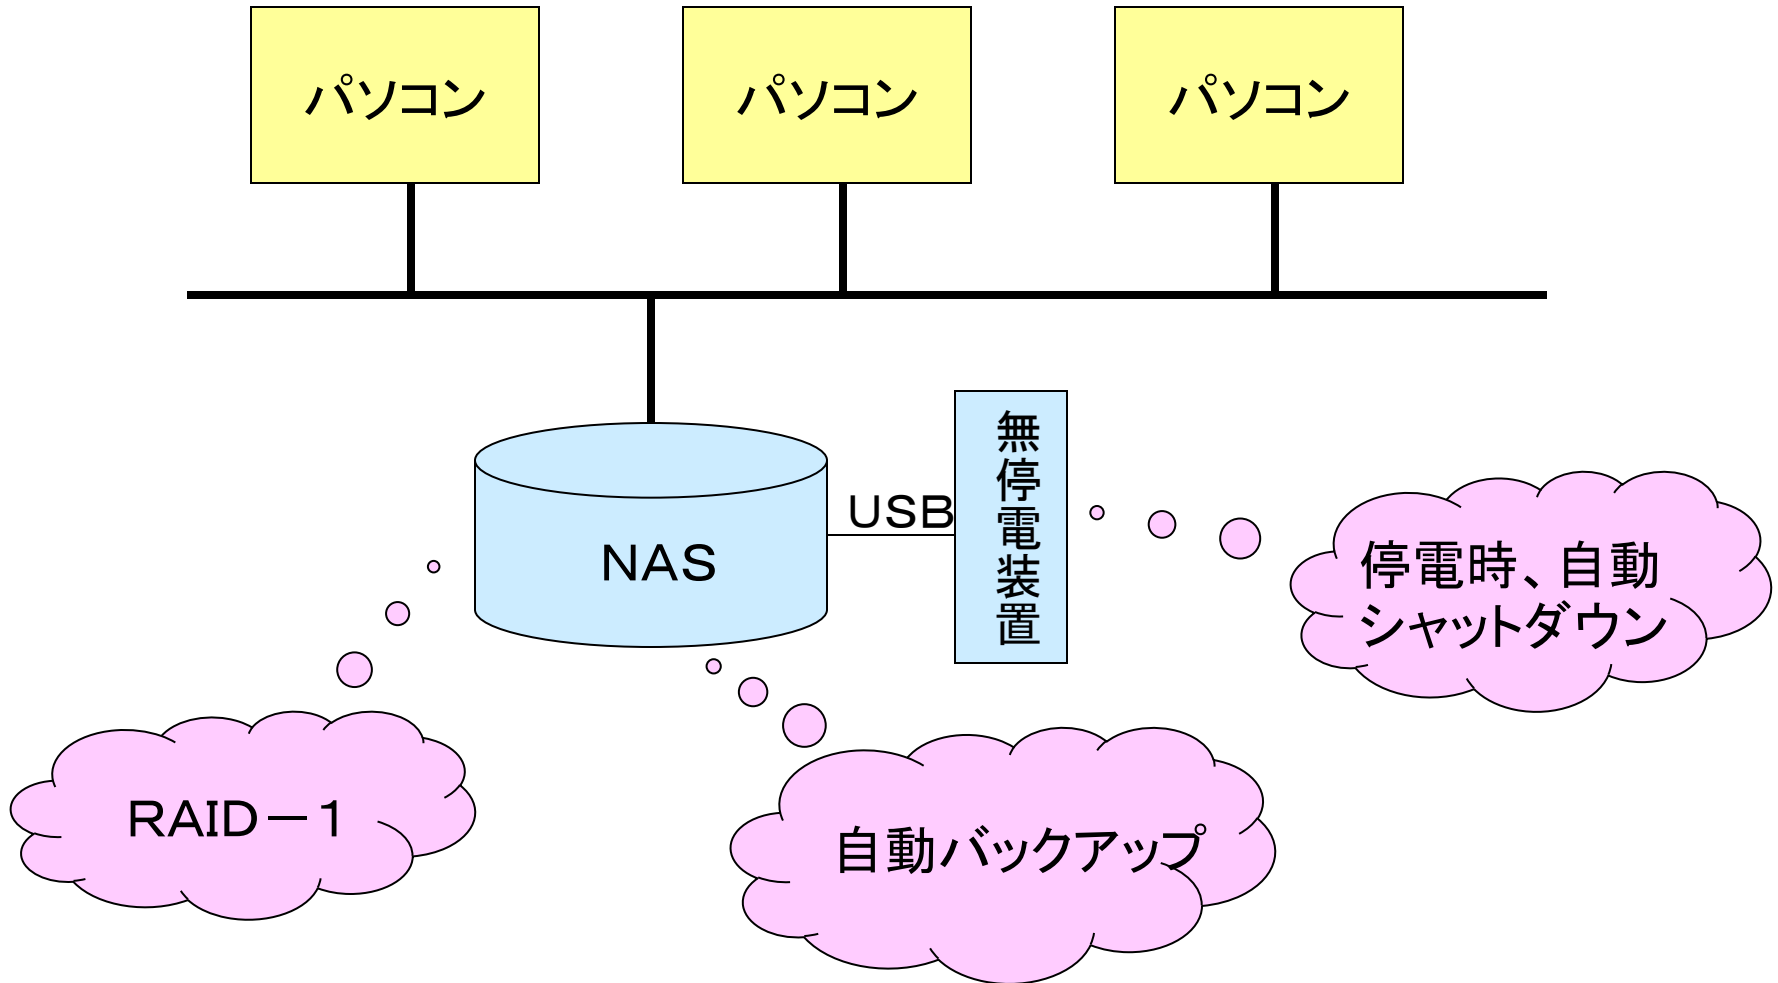 パソコン
パソコン
パソコン
無停電装置
USB
NAS
停電時、自動
シャットダウン
RAID－1
自動バックアップ